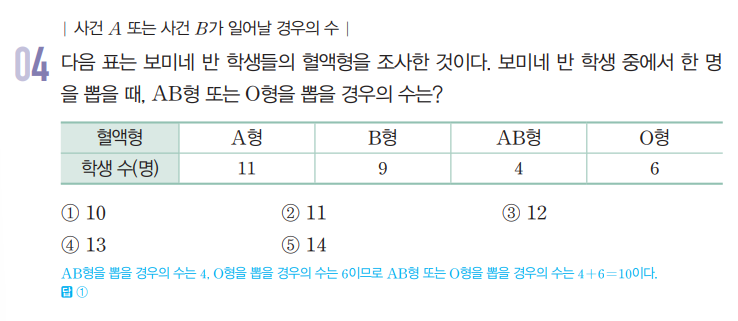 | 사건 A 또는 사건 B가 일어날 경우의 수 |
04 다음 표는 보미네 반 학생들의 혈액형을 조사한 것이다. 보미네 반 학생 중에서 한 명
을 뽑을 때, AB형 또는 O형을 뽑을 경우의 수는?
혈액형 A형 B형 AB형 O형
학생 수(명) 11 9 4 6
① 10 ② 11 ③ 12
④ 13 ⑤ 14
AB형을 뽑을 경우의 수는 4, O형을 뽑을 경우의 수는 6이므로 AB형 또는 O형을 뽑을 경우의 수는 4+6=10이다.
답 ①